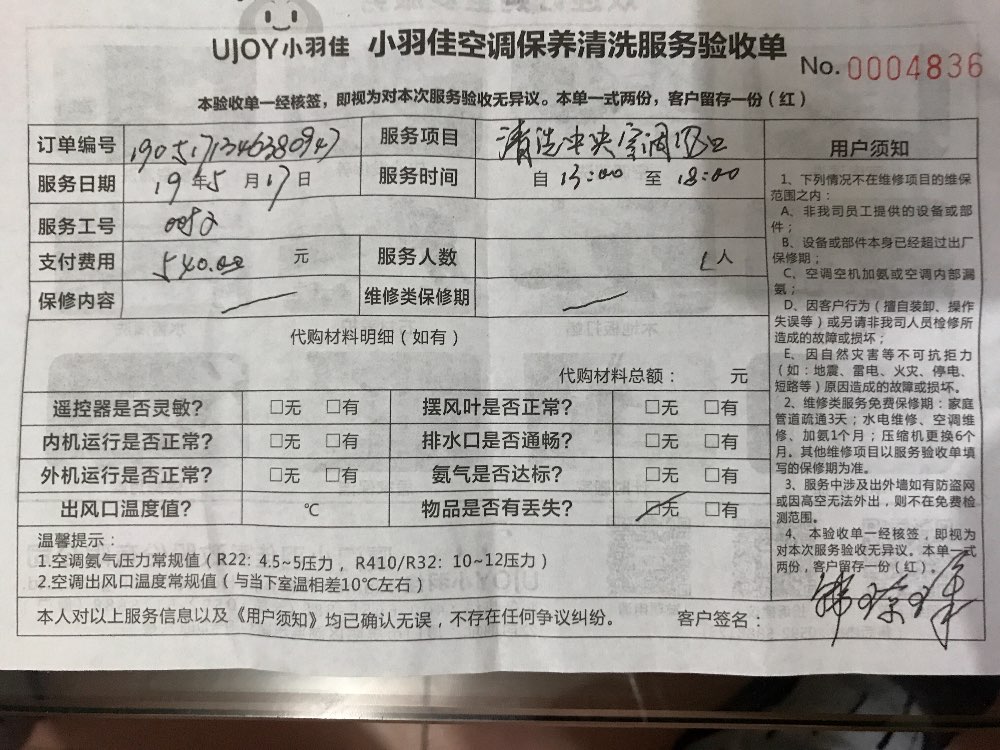 UJOY小羽佳 小羽佳空调保养清洗服务验收单
No. 0004836
本验收单一经核签，即视为对本次服务验收无异议。本单一式两份，客户留存一份（红）
订单编号 190517134638094 服务项目 清洗中央空调风口
服务日期 19年5月17日 服务时间 自13:00至18:00
服务工号 0082
支付费用 540.00 元 服务人数 人
保修内容 维修类保修期
代购材料明细（如有）
代购材料总额： 元
遥控器是否灵敏? □无 □有 摆风叶是否正常? □无 □有
内机运行是否正常? □无 □有 排水口是否通畅? □无 □有
外机运行是否正常? □无 □有 氨气是否达标? □无 □有
出风口温度值? ℃ 物品是否有丢失? □无 □有
温馨提示：
1.空调氨气压力常规值（R22: 4.5~5压力， R410/R32: 10~12压力）
2.空调出风口温度常规值（与当下室温相差10℃左右）
本人对以上服务信息以及《用户须知》均已确认无误，不存在任何争议纠纷。 客户签名：
用户须知
1、下列情况不在维修项目的维保
范围之内：
A、非我司员工提供的设备或部
件；
B、设备或部件本身已经超过出厂
保修期；
C、空调空机加氨或空调内部漏
氨；
D、因客户行为（擅自装卸、操作
失误等）或另请非我司人员检修所
造成的故障或损坏；
E、因自然灾害等不可抗拒力
（如：地震、雷电、火灾、停电、
短路等）原因造成的故障或损坏。
2、维修类服务免费保修期：家庭
管道疏通3天；水电维修、空调维
修、加氨1个月；压缩机更换6个
月。其他维修项目以服务验收单填
写的保修期为准。
3、服务中涉及出外墙如有防盗网
或因高空无法外出，则不在免费检
测范围。
4、本验收单一经核签，即视为
对本次服务验收无异议。本单一式
两份，客户留存一份（红）。